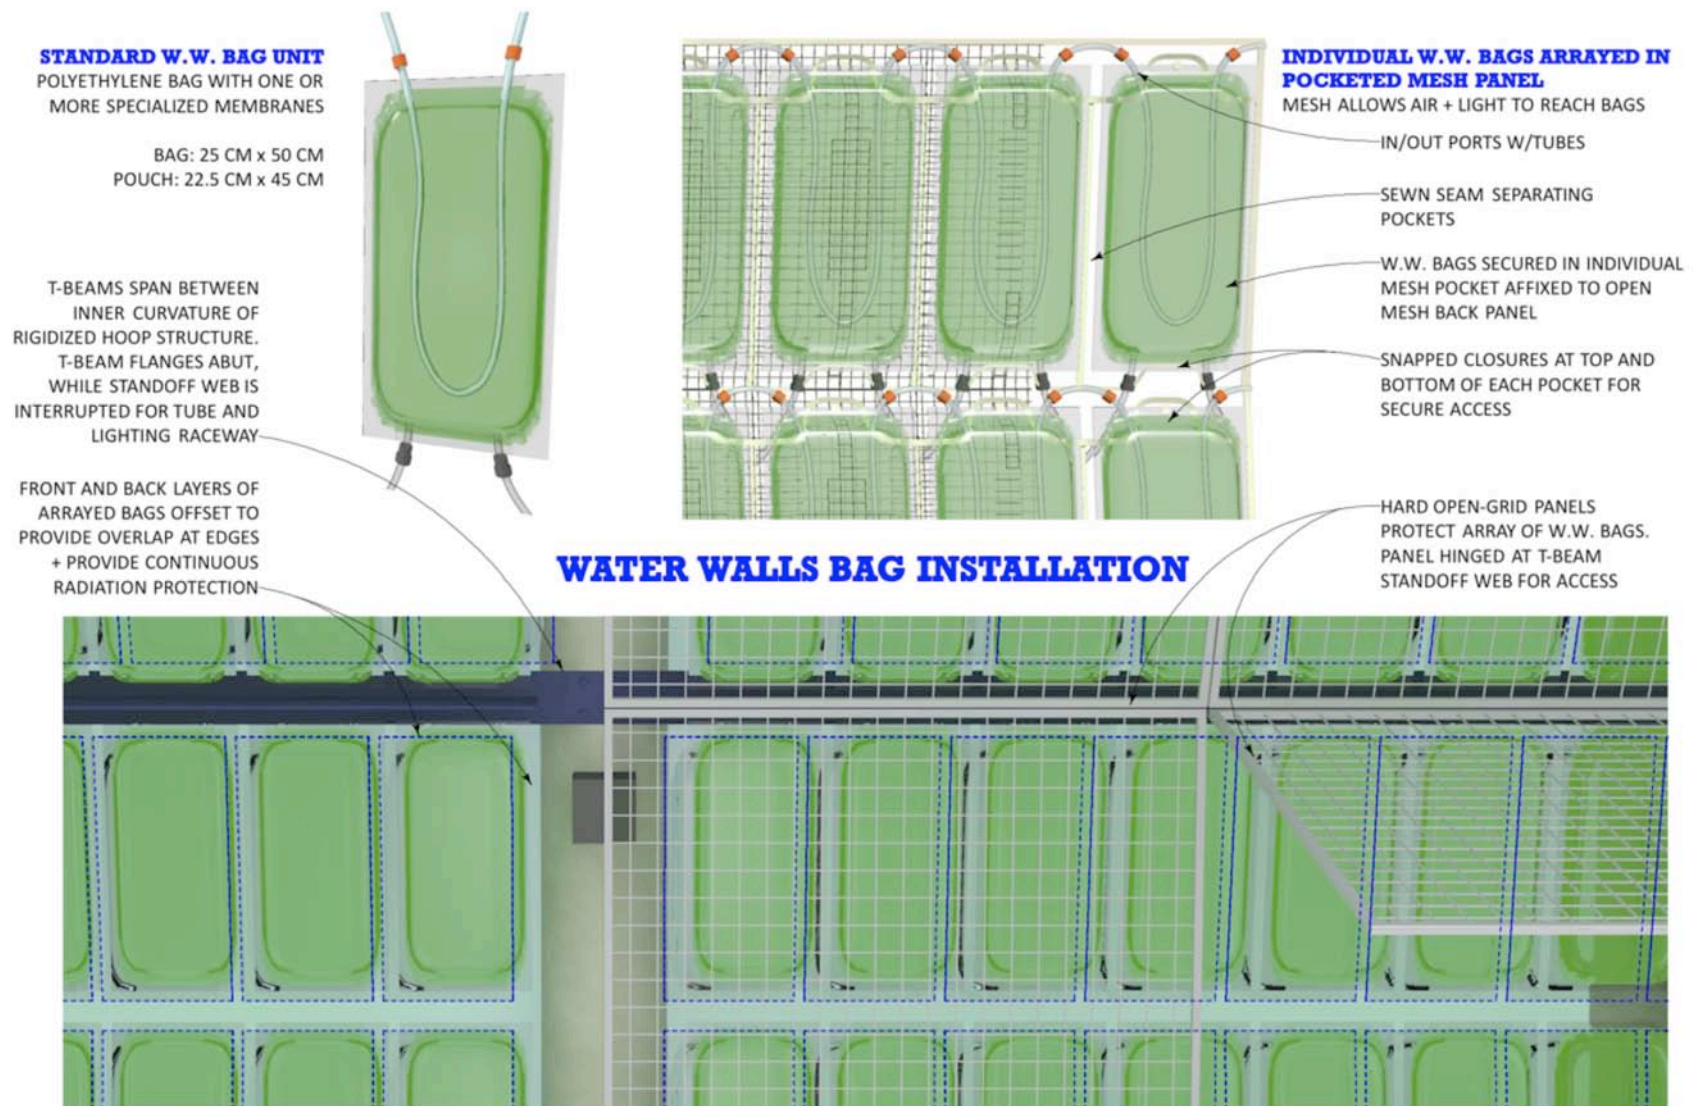 STANDARD W.W. BAG UNIT
POLYETHYLENE BAG WITH ONE OR
MORE SPECIALIZED MEMBRANES
BAG: 25 CM x 50 CM
POUCH: 22.5 CM x 45 CM
T-BEAMS SPAN BETWEEN
INNER CURVATURE OF
RIGIDIZED HOOP STRUCTURE.
T-BEAM FLANGES ABUT,
WHILE STANDOFF WEB IS
INTERRUPTED FOR TUBE AND
LIGHTING RACEWAY
FRONT AND BACK LAYERS OF
ARRAYED BAGS OFFSET TO
PROVIDE OVERLAP AT EDGES
+ PROVIDE CONTINUOUS
RADIATION PROTECTION
INDIVIDUAL W.W. BAGS ARRAYED IN
POCKETED MESH PANEL
MESH ALLOWS AIR + LIGHT TO REACH BAGS
IN/OUT PORTS W/TUBES
SEWN SEAM SEPARATING
POCKETS
W.W. BAGS SECURED IN INDIVIDUAL
MESH POCKET AFFIXED TO OPEN
MESH BACK PANEL
SNAPPED CLOSURES AT TOP AND
BOTTOM OF EACH POCKET FOR
SECURE ACCESS
HARD OPEN-GRID PANELS
PROTECT ARRAY OF W.W. BAGS.
PANEL HINGED AT T-BEAM
STANDOFF WEB FOR ACCESS
WATER WALLS BAG INSTALLATION